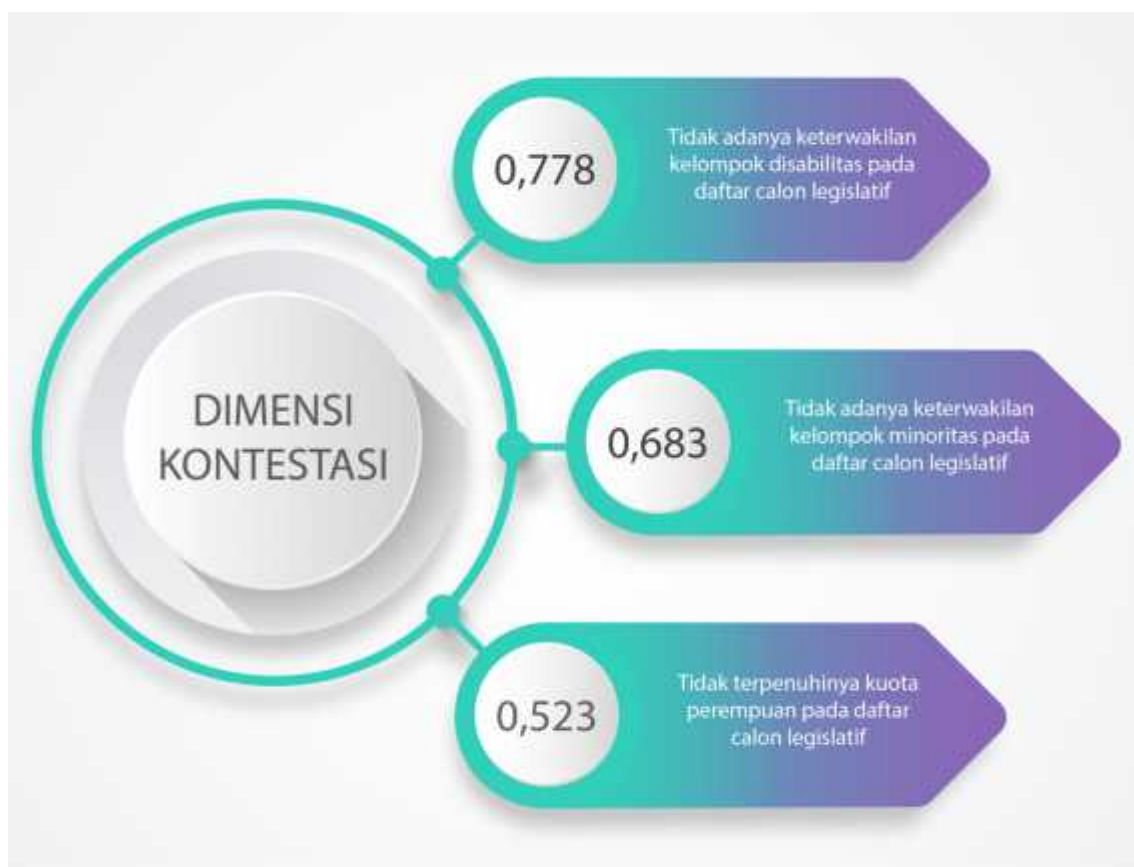 DIMENSI
KONTESTASI
0,778
Tidak adanya keterwakilan
kelompok disabilitas pada
daftar calon legislatif
0,683
Tidak adanya keterwakilan
kelompok minoritas pada
daftar calon legislatif
0,523
Tidak terpenuhinya kuota
perempuan pada daftar
calon legislatif